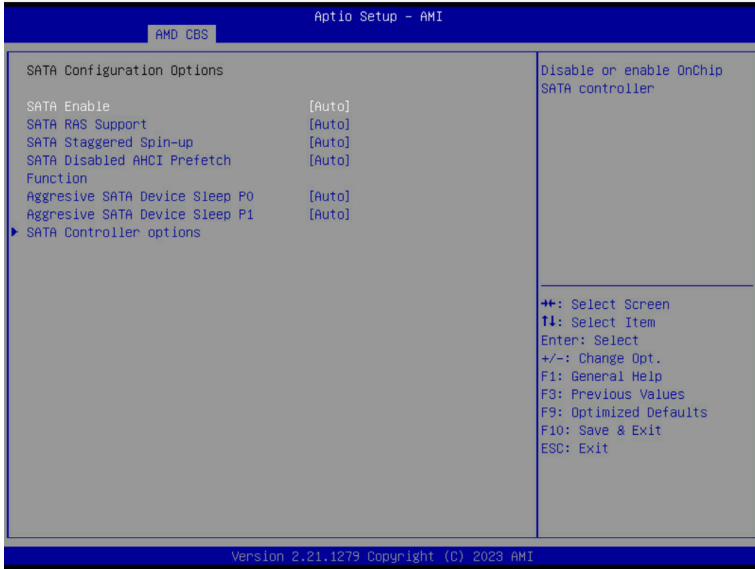 Aptio Setup - AMI
AMD CBS
SATA Configuration Options
SATA Enable [Auto]
SATA RAS Support [Auto]
SATA Staggered Spin-up [Auto]
SATA Disabled AHCI Prefetch [Auto]
Function
Aggresive SATA Device Sleep P0 [Auto]
Aggresive SATA Device Sleep P1 [Auto]
SATA Controller options
Disable or enable OnChip
SATA controller
→←: Select Screen
↑↓: Select Item
Enter: Select
+/-: Change Opt.
F1: General Help
F3: Previous Values
F9: Optimized Defaults
F10: Save & Exit
ESC: Exit
Version 2.21.1279 Copyright (C) 2023 AMI